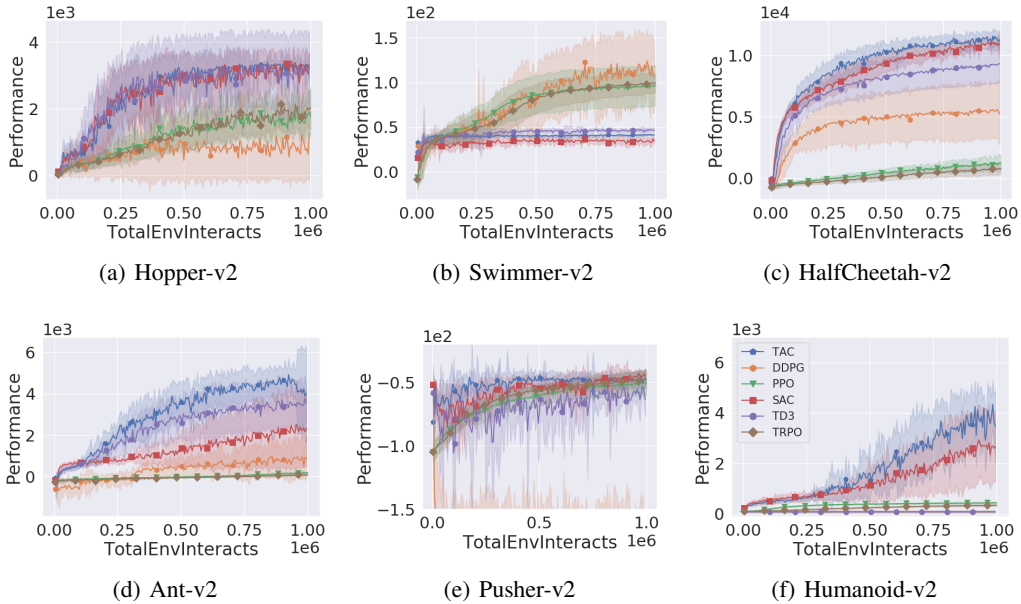 1e3
Performance
4
2
0
0.00 0.25 0.50 0.75 1.00
TotalEnvInteracts 1e6
(a) Hopper-v2
1e2
Performance
1.5
1.0
0.5
0.0
0.00 0.25 0.50 0.75 1.00
TotalEnvInteracts 1e6
(b) Swimmer-v2
1e4
Performance
1.0
0.5
0.0
0.00 0.25 0.50 0.75 1.00
TotalEnvInteracts 1e6
(c) HalfCheetah-v2
1e3
Performance
6
4
2
0
0.00 0.25 0.50 0.75 1.00
TotalEnvInteracts 1e6
(d) Ant-v2
1e2
Performance
−0.5
−1.0
−1.5
0.0 0.5 1.0
TotalEnvInteracts 1e6
(e) Pusher-v2
1e3
Performance
6
4
2
0
TAC
DDPG
PPO
SAC
TD3
TRPO
0.00 0.25 0.50 0.75 1.00
TotalEnvInteracts 1e6
(f) Humanoid-v2